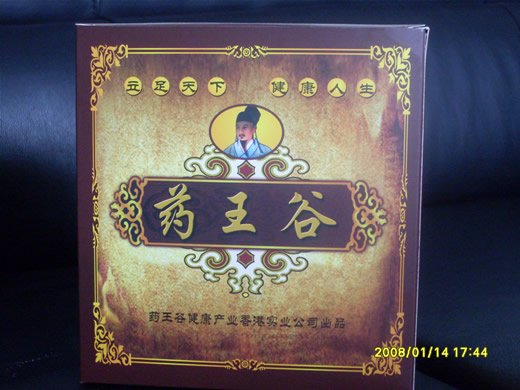 立足天下 健康人生
药王谷
药王谷健康产业香港实业公司出品
2008/01/14 17:44